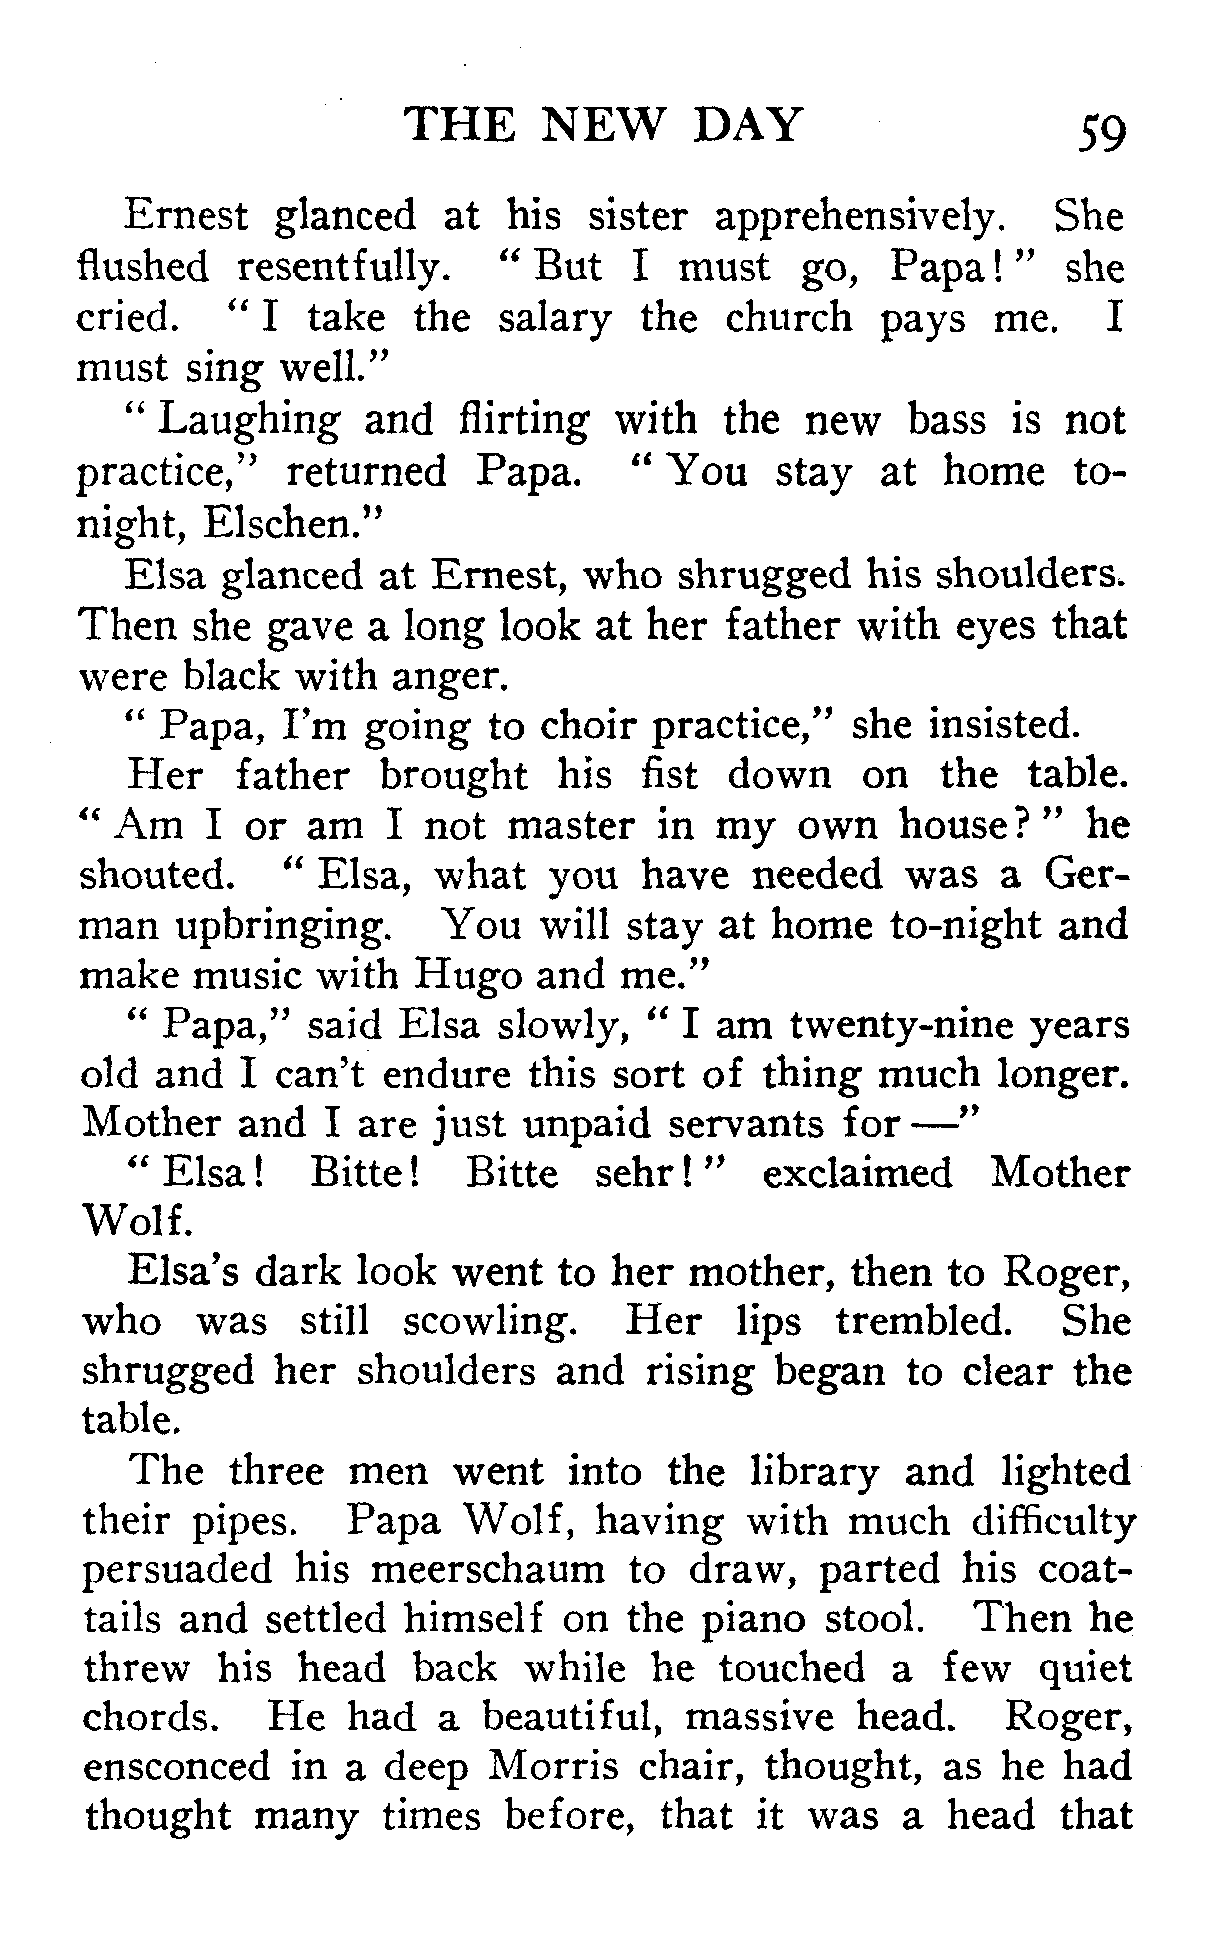 THE NEW DAY 59
Ernest glanced at his sister apprehensively. She
flushed resentfully. "But I must go, Papa!" she
cried. "I take the salary the church pays me. I
must sing well."
"Laughing and flirting with the new bass is not
practice," returned Papa. "You stay at home to-
night, Elschen."
Elsa glanced at Ernest, who shrugged his shoulders.
Then she gave a long look at her father with eyes that
were black with anger.
"Papa, I'm going to choir practice," she insisted.
Her father brought his fist down on the table.
"Am I or am I not master in my own house?" he
shouted. "Elsa, what you have needed was a Ger-
man upbringing. You will stay at home to-night and
make music with Hugo and me."
"Papa," said Elsa slowly, "I am twenty-nine years
old and I can't endure this sort of thing much longer.
Mother and I are just unpaid servants for —"
"Elsa! Bitte! Bitte sehr!" exclaimed Mother
Wolf.
Elsa's dark look went to her mother, then to Roger,
who was still scowling. Her lips trembled. She
shrugged her shoulders and rising began to clear the
table.
The three men went into the library and lighted
their pipes. Papa Wolf, having with much difficulty
persuaded his meerschaum to draw, parted his coat-
tails and settled himself on the piano stool. Then he
threw his head back while he touched a few quiet
chords. He had a beautiful, massive head. Roger,
ensconced in a deep Morris chair, thought, as he had
thought many times before, that it was a head that